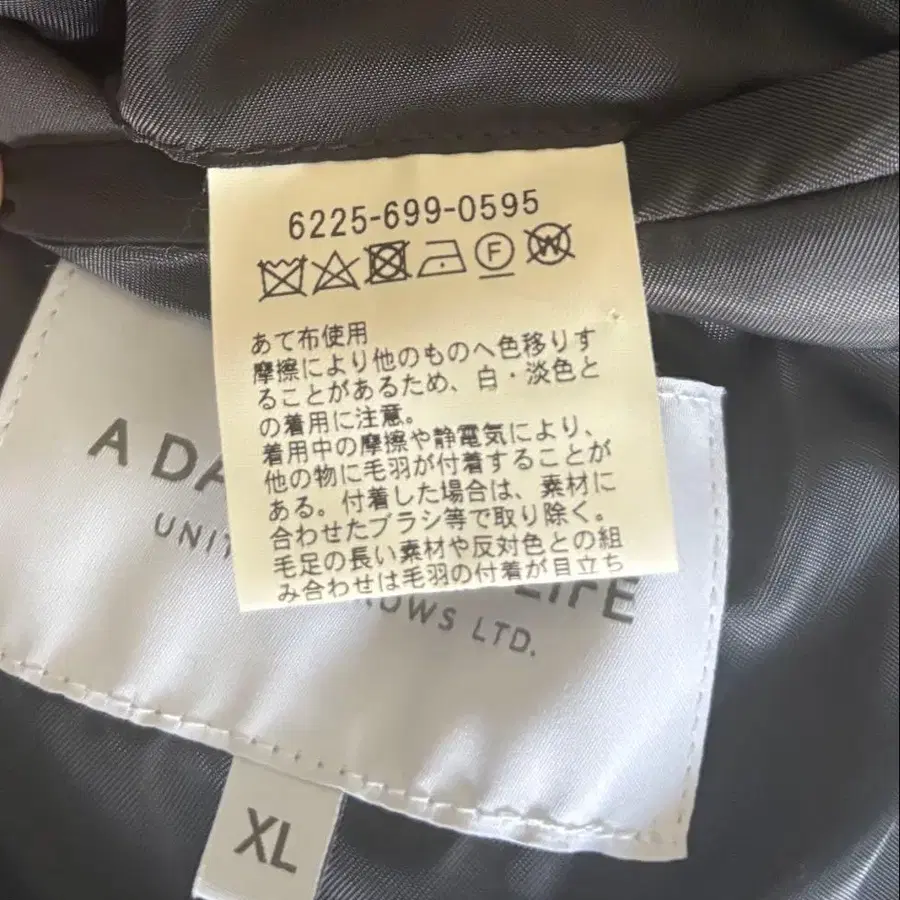 6225-699-0595
F W
あて布使用
摩擦により他のものへ色移りす
ることがあるため、白・淡色と
の着用に注意。
着用中の摩擦や静電気により、
他の物に毛羽が付着することが
ある。付着した場合は、素材に
合わせたブラシ等で取り除く。
毛足の長い素材や反対色との組
み合わせは毛羽の付着が目立ち
A
LIFE
LTD.
XL